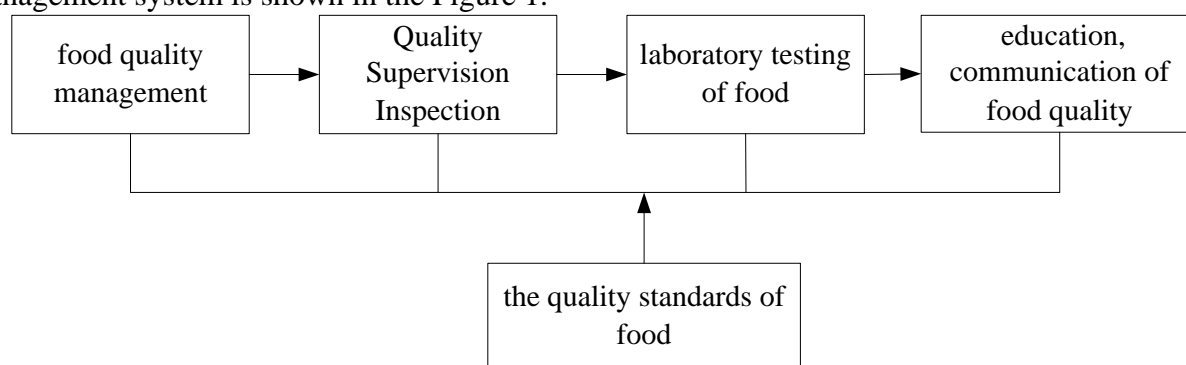 nagement system is shown in the Figure 1.
food quality
management
Quality
Supervision
Inspection
laboratory testing
of food
education,
communication of
food quality
the quality standards of
food